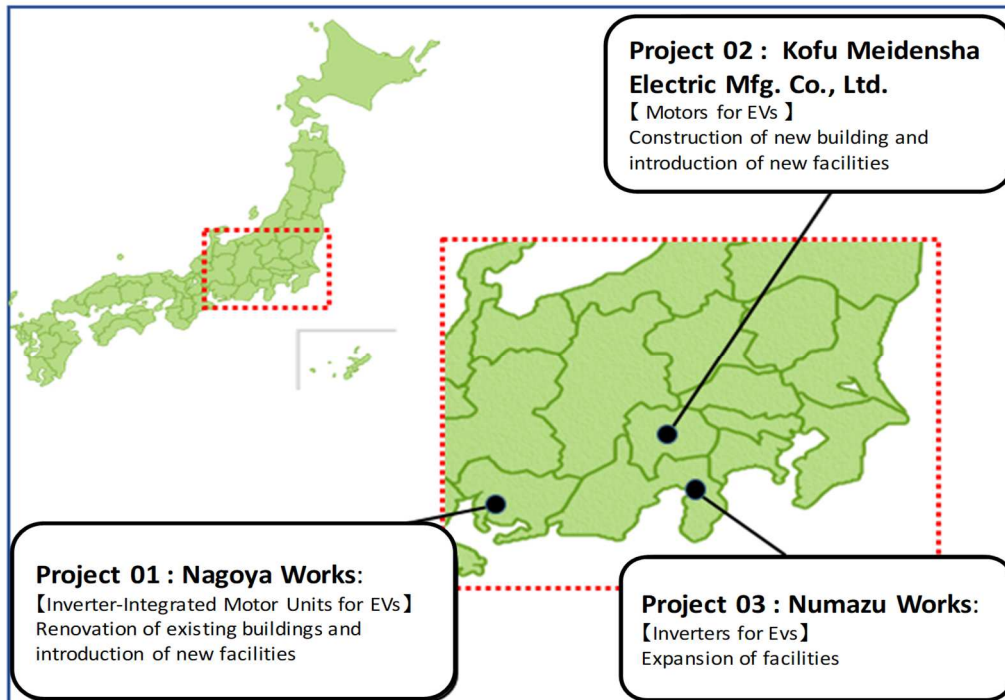 Project 02 : Kofu Meidensha
Electric Mfg. Co., Ltd.
【 Motors for EVs 】
Construction of new building and
introduction of new facilities
Project 01 : Nagoya Works:
【Inverter-Integrated Motor Units for EVs】
Renovation of existing buildings and
introduction of new facilities
Project 03 : Numazu Works:
【Inverters for Evs】
Expansion of facilities